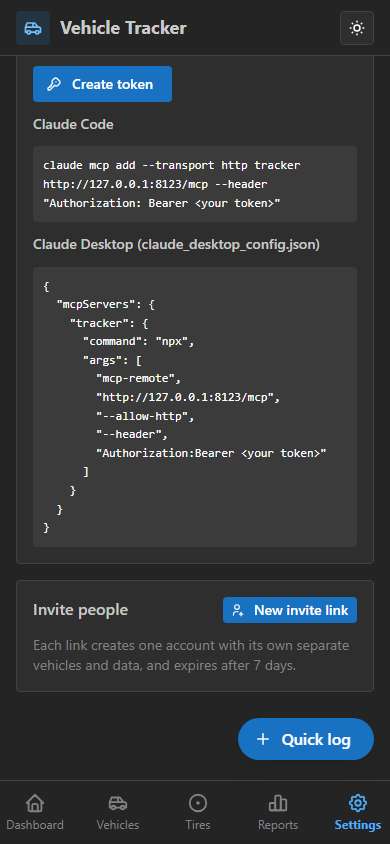 Vehicle Tracker
Create token
Claude Code
claude mcp add --transport http tracker
http://127.0.0.1:8123/mcp --header
"Authorization: Bearer <your token>"
Claude Desktop (claude_desktop_config.json)
{
  "mcpServers": {
    "tracker": {
      "command": "npx",
      "args": [
        "mcp-remote",
        "http://127.0.0.1:8123/mcp",
        "--allow-http",
        "--header",
        "Authorization:Bearer <your token>"
      ]
    }
  }
}
Invite people
New invite link
Each link creates one account with its own separate
vehicles and data, and expires after 7 days.
Quick log
Dashboard
Vehicles
Tires
Reports
Settings